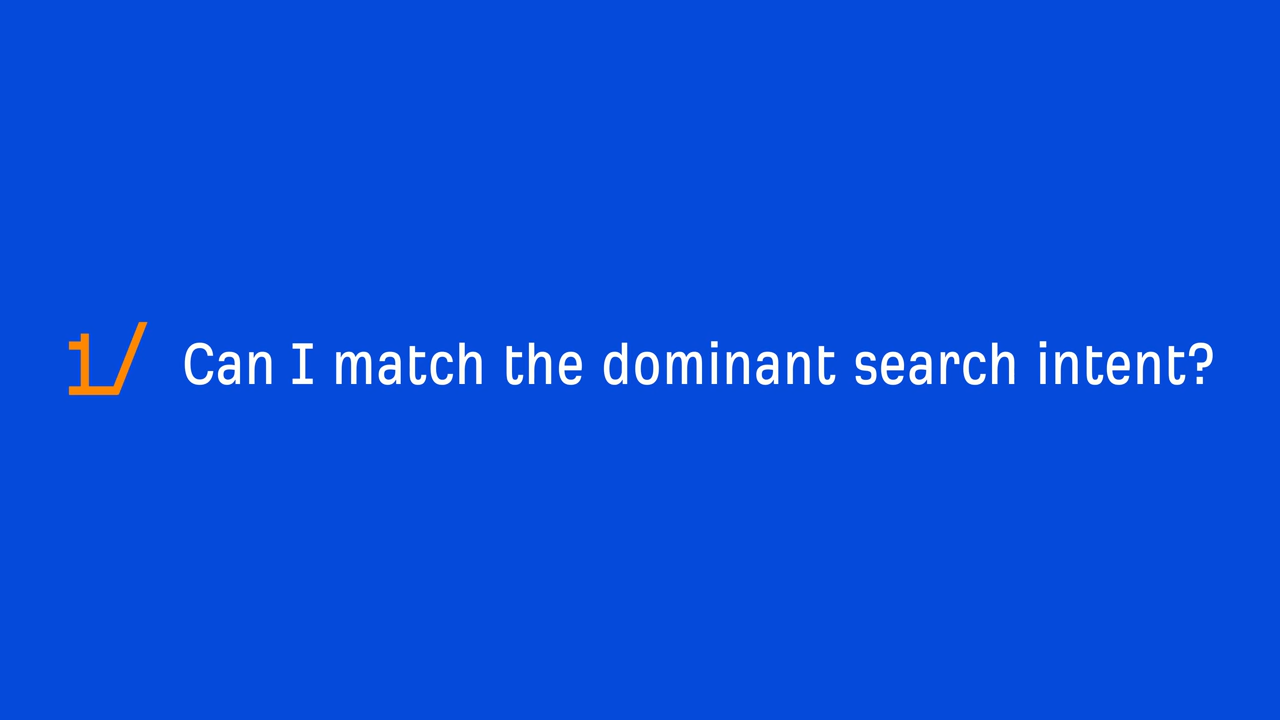 1/ Can I match the dominant search intent?